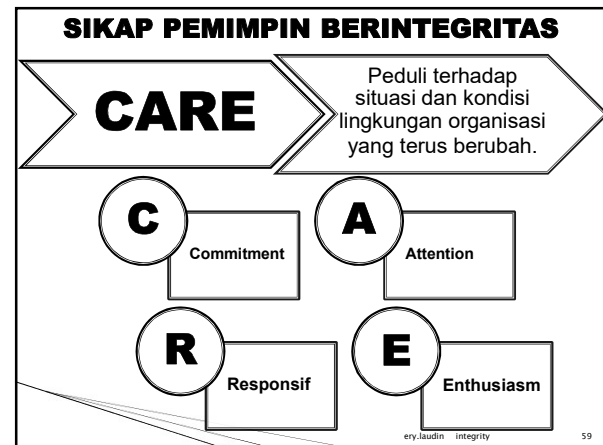 SIKAP PEMIMPIN BERINTEGRITAS
CARE
Peduli terhadap
situasi dan kondisi
lingkungan organisasi
yang terus berubah.
C
Commitment
A
Attention
R
Responsif
E
Enthusiasm
ery.laudin integrity 59